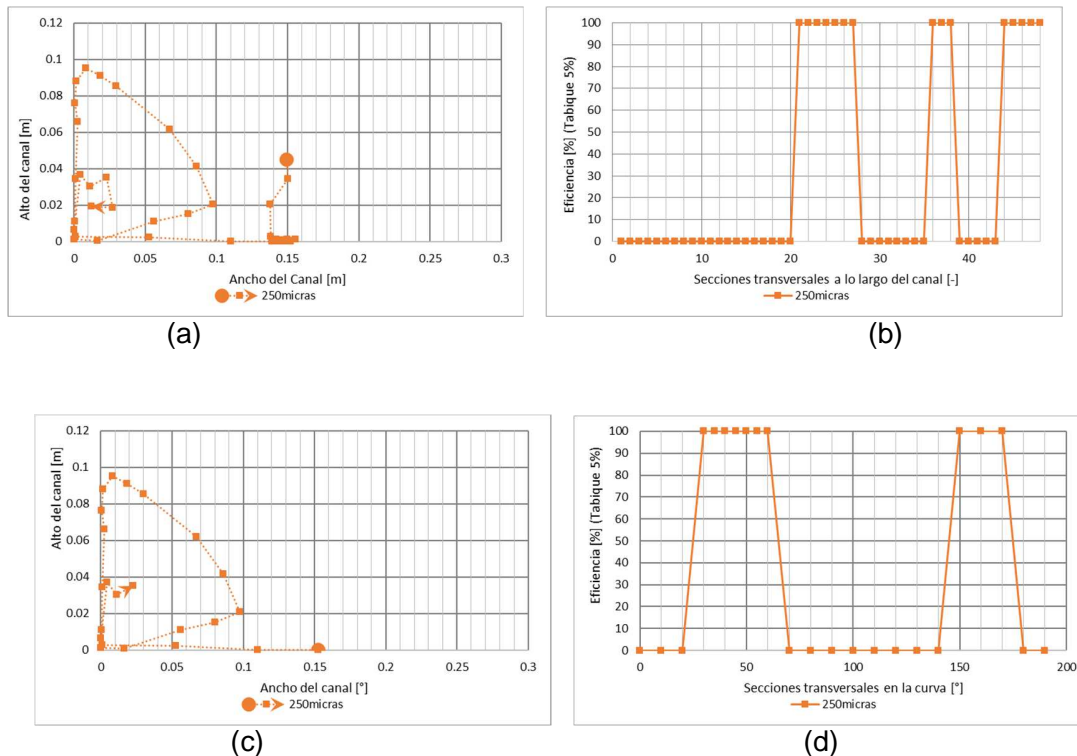 0.12
0.1
0.08
0.06
0.04
0.02
0
Alto del canal [m]
0 0.05 0.1 0.15 0.2 0.25 0.3
Ancho del Canal [m]
250micras
(a)
100
90
80
70
60
50
40
30
20
10
0
Eficiencia [%] (Tabique 5%)
0 20 40
Secciones transversales a lo largo del canal [-]
250micras
(b)
0.12
0.1
0.08
0.06
0.04
0.02
0
Alto del canal [m]
0 0.05 0.1 0.15 0.2 0.25 0.3
Ancho del canal [°]
250micras
(c)
100
90
80
70
60
50
40
30
20
10
0
Eficiencia [%] (Tabique 5%)
0 50 100 150 200
Secciones transversales en la curva [°]
250micras
(d)